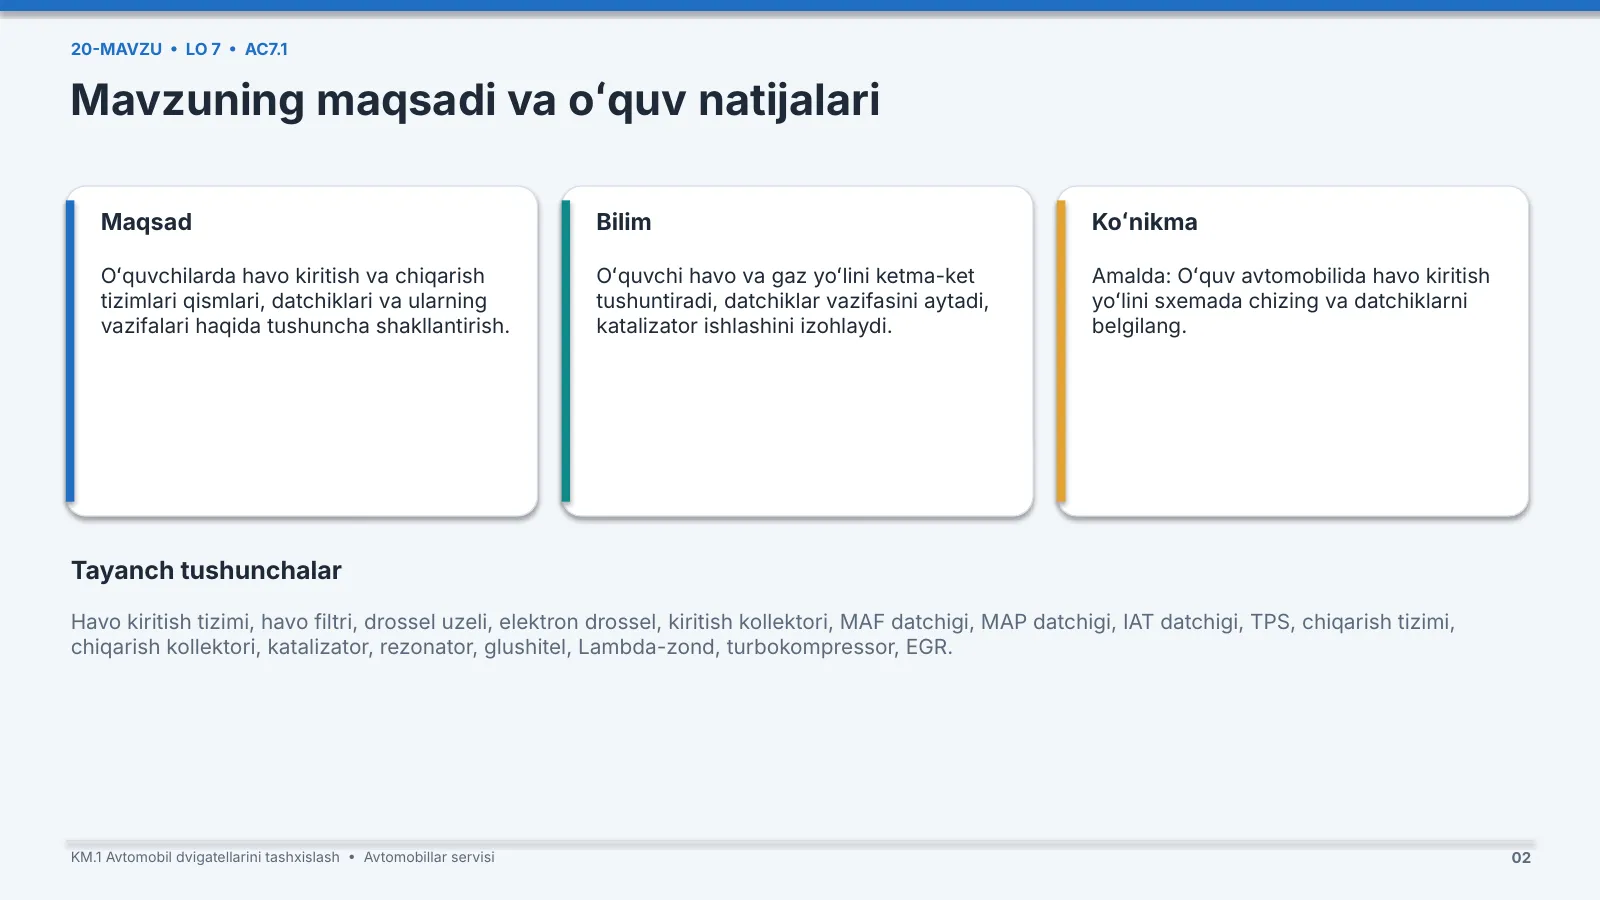 20-MAVZU • LO 7 • AC7.1
Mavzuning maqsadi va oʻquv natijalari
Maqsad
Oʻquvchilarda havo kiritish va chiqarish
tizimlari qismlari, datchiklari va ularning
vazifalari haqida tushuncha shakllantirish.
Bilim
Oʻquvchi havo va gaz yoʻlini ketma-ket
tushuntiradi, datchiklar vazifasini aytadi,
katalizator ishlashini izohlaydi.
Koʻnikma
Amalda: Oʻquv avtomobilida havo kiritish
yoʻlini sxemada chizing va datchiklarni
belgilang.
Tayanch tushunchalar
Havo kiritish tizimi, havo filtri, drossel uzeli, elektron drossel, kiritish kollektori, MAF datchigi, MAP datchigi, IAT datchigi, TPS, chiqarish tizimi,
chiqarish kollektori, katalizator, rezonator, glushitel, Lambda-zond, turbokompressor, EGR.
KM.1 Avtomobil dvigatellarini tashxislash • Avtomobillar servisi
02